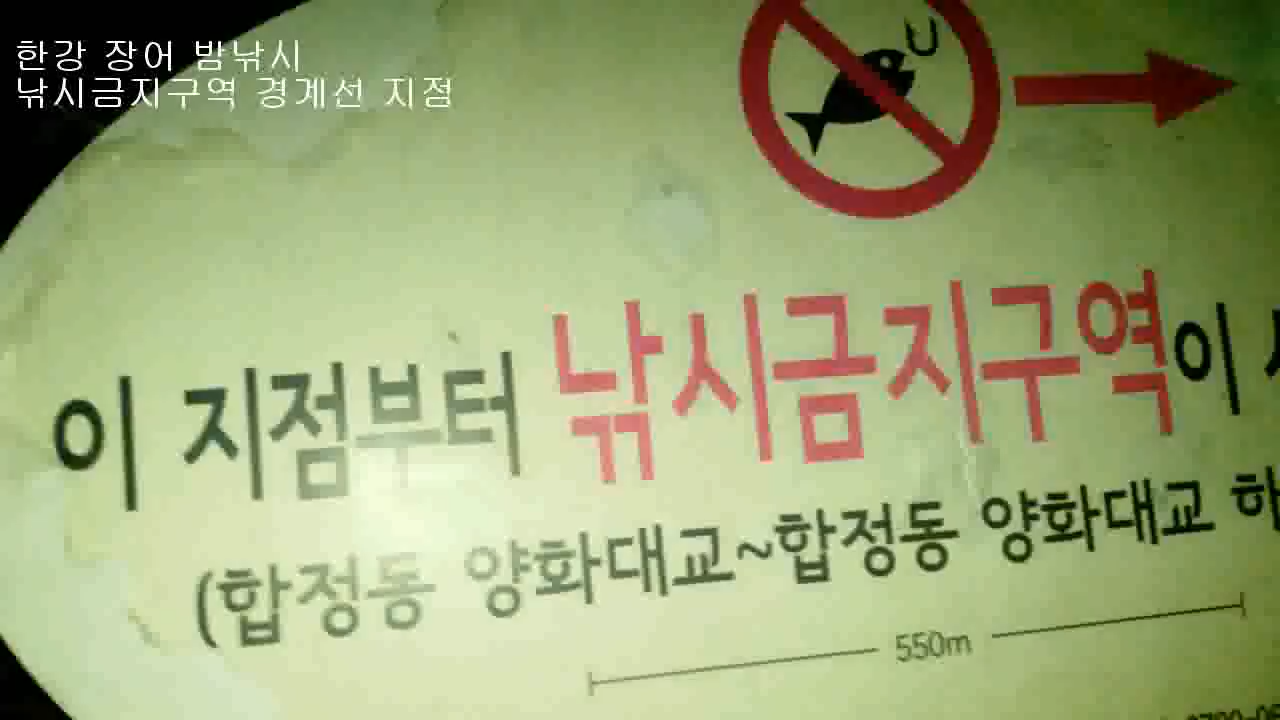 한강 장어 밤낚시
낚시금지구역 경계선 지점
이 지점부터 낚시금지구역이
(합정동 양화대교~합정동 양화대교 하
550m